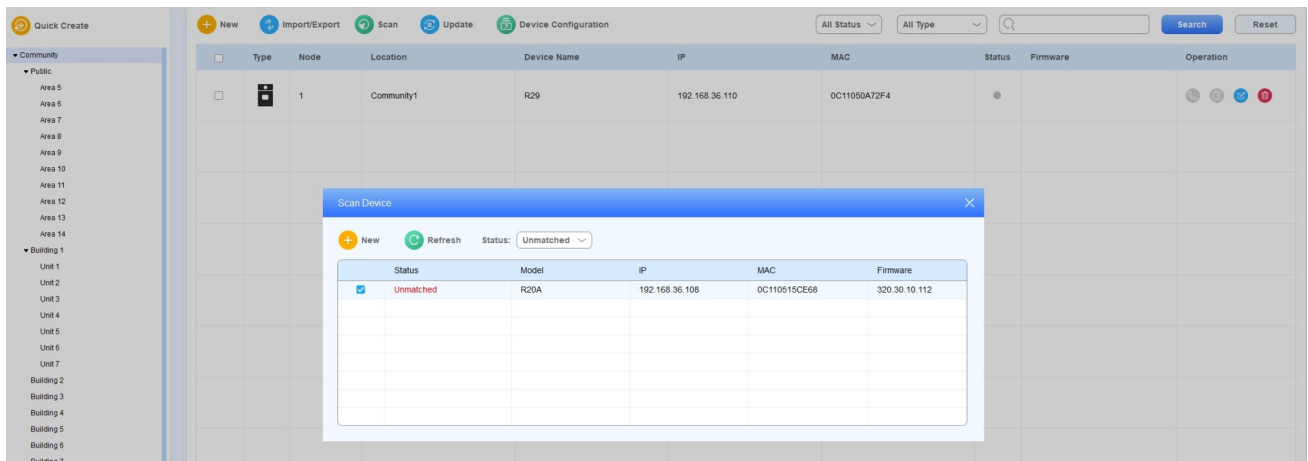 Quick Create
New
Import/Export
Scan
Update
Device Configuration
All Status
All Type
Search
Reset
Community
Public
Area 5
Area 6
Area 7
Area 8
Area 9
Area 10
Area 11
Area 12
Area 13
Area 14
Building 1
Unit 1
Unit 2
Unit 3
Unit 4
Unit 5
Unit 6
Unit 7
Building 2
Building 3
Building 4
Building 5
Building 6
Type Node Location Device Name IP MAC Status Firmware Operation
1 Community1 R29 192.168.36.110 0C11050A72F4
Scan Device
New
Refresh
Status: Unmatched
Status Model IP MAC Firmware
Unmatched R20A 192.168.36.108 0C110515CE68 320.30.10.112